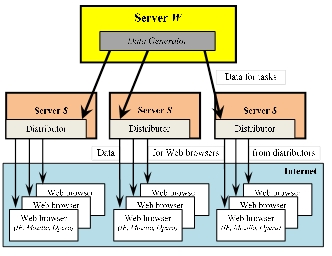 Server W
Data Generator
Data for tasks
Server S Server S Server S
Distributor Distributor Distributor
Data for Web browsers from distributors
Internet
Web browser Web browser Web browser
Web browser Web browser Web browser
Web browser Web browser Web browser
(IE, Mozilla, Opera) (IE, Mozilla, Opera) (IE, Mozilla, Opera)